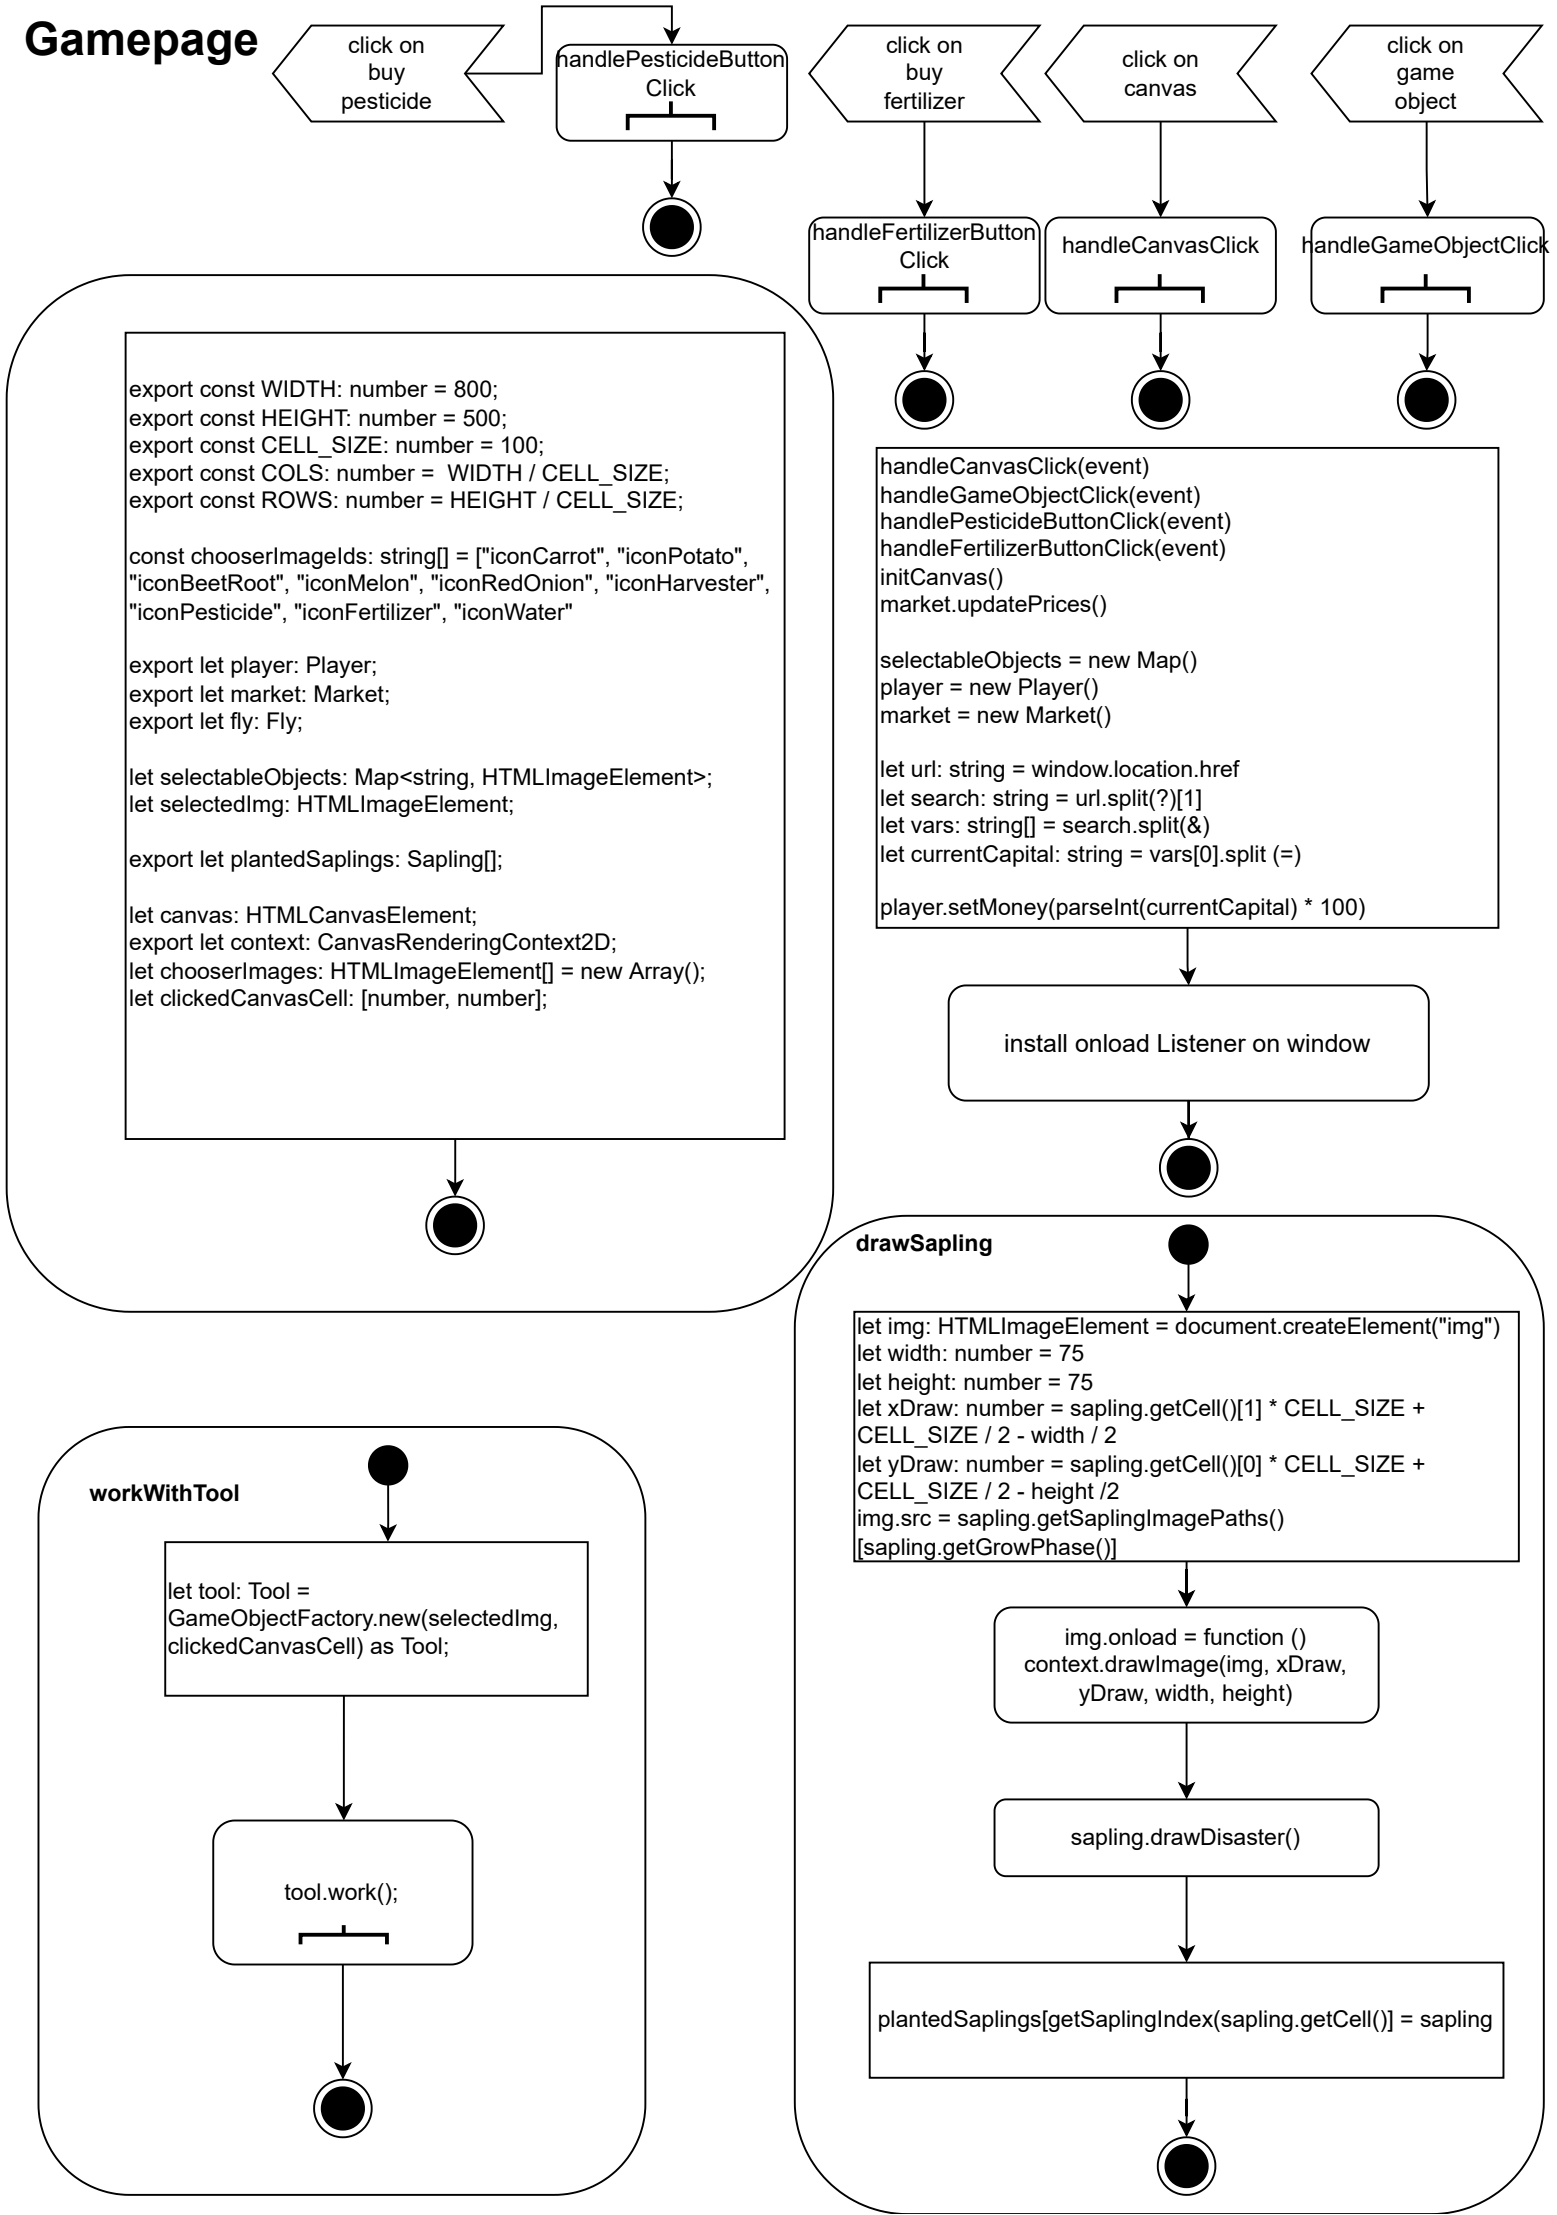 Gamepage
click on
buy
pesticide
handlePesticideButton
Click
click on
buy
fertilizer
click on
canvas
click on
game
object
handleFertilizerButton
Click
handleCanvasClick
handleGameObjectClick
export const WIDTH: number = 800;
export const HEIGHT: number = 500;
export const CELL_SIZE: number = 100;
export const COLS: number =  WIDTH / CELL_SIZE;
export const ROWS: number = HEIGHT / CELL_SIZE;
const chooserImageIds: string[] = ["iconCarrot", "iconPotato",
"iconBeetRoot", "iconMelon", "iconRedOnion", "iconHarvester",
"iconPesticide", "iconFertilizer", "iconWater"
export let player: Player;
export let market: Market;
export let fly: Fly;
let selectableObjects: Map<string, HTMLImageElement>;
let selectedImg: HTMLImageElement;
export let plantedSaplings: Sapling[];
let canvas: HTMLCanvasElement;
export let context: CanvasRenderingContext2D;
let chooserImages: HTMLImageElement[] = new Array();
let clickedCanvasCell: [number, number];
handleCanvasClick(event)
handleGameObjectClick(event)
handlePesticideButtonClick(event)
handleFertilizerButtonClick(event)
initCanvas()
market.updatePrices()
selectableObjects = new Map()
player = new Player()
market = new Market()
let url: string = window.location.href
let search: string = url.split(?)[1]
let vars: string[] = search.split(&)
let currentCapital: string = vars[0].split (=)
player.setMoney(parseInt(currentCapital) * 100)
install onload Listener on window
drawSapling
let img: HTMLImageElement = document.createElement("img")
let width: number = 75
let height: number = 75
let xDraw: number = sapling.getCell()[1] * CELL_SIZE +
CELL_SIZE / 2 - width / 2
let yDraw: number = sapling.getCell()[0] * CELL_SIZE +
CELL_SIZE / 2 - height /2
img.src = sapling.getSaplingImagePaths()
[sapling.getGrowPhase()]
img.onload = function ()
context.drawImage(img, xDraw,
yDraw, width, height)
sapling.drawDisaster()
plantedSaplings[getSaplingIndex(sapling.getCell()] = sapling
workWithTool
let tool: Tool =
GameObjectFactory.new(selectedImg,
clickedCanvasCell) as Tool;
tool.work();